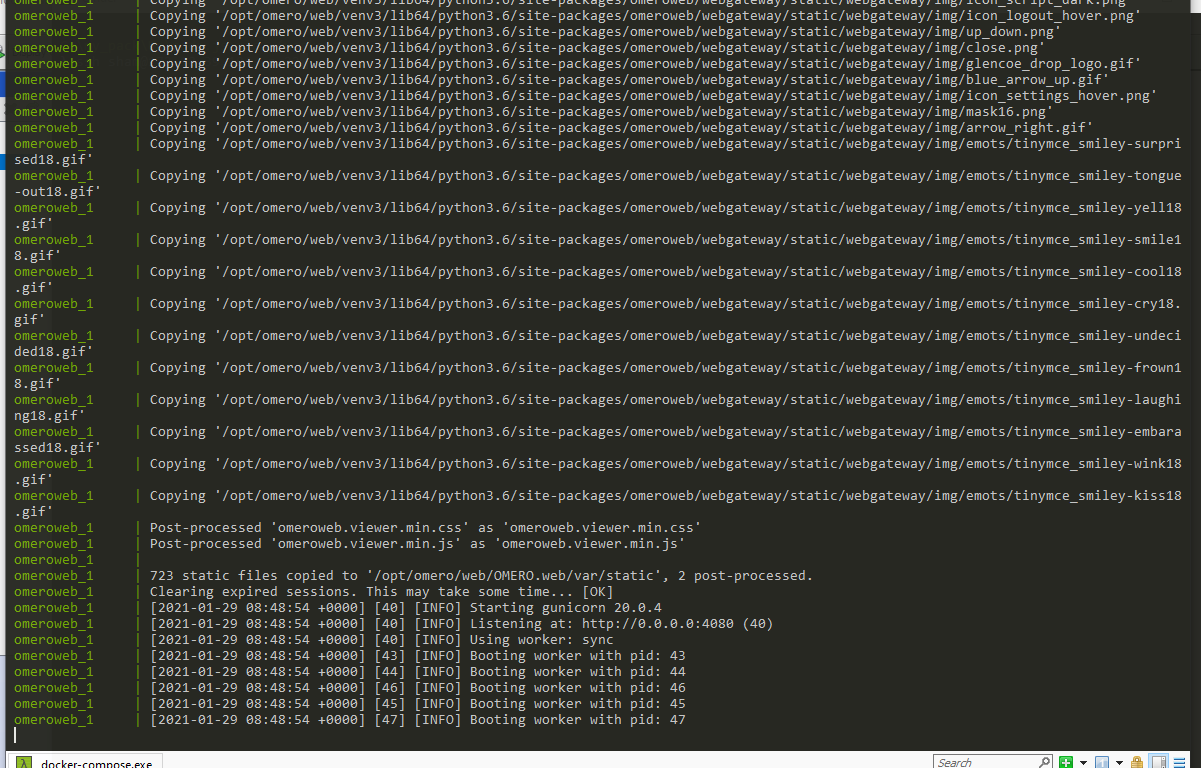 omeroweb_1     | Copying '/opt/omero/web/venv3/lib64/python3.6/site-packages/omeroweb/webgateway/static/webgateway/img/icon_script_dark.png'
omeroweb_1     | Copying '/opt/omero/web/venv3/lib64/python3.6/site-packages/omeroweb/webgateway/static/webgateway/img/icon_logout_hover.png'
omeroweb_1     | Copying '/opt/omero/web/venv3/lib64/python3.6/site-packages/omeroweb/webgateway/static/webgateway/img/up_down.png'
omeroweb_1     | Copying '/opt/omero/web/venv3/lib64/python3.6/site-packages/omeroweb/webgateway/static/webgateway/img/close.png'
omeroweb_1     | Copying '/opt/omero/web/venv3/lib64/python3.6/site-packages/omeroweb/webgateway/static/webgateway/img/glencoe_drop_logo.gif'
omeroweb_1     | Copying '/opt/omero/web/venv3/lib64/python3.6/site-packages/omeroweb/webgateway/static/webgateway/img/blue_arrow_up.gif'
omeroweb_1     | Copying '/opt/omero/web/venv3/lib64/python3.6/site-packages/omeroweb/webgateway/static/webgateway/img/icon_settings_hover.png'
omeroweb_1     | Copying '/opt/omero/web/venv3/lib64/python3.6/site-packages/omeroweb/webgateway/static/webgateway/img/mask16.png'
omeroweb_1     | Copying '/opt/omero/web/venv3/lib64/python3.6/site-packages/omeroweb/webgateway/static/webgateway/img/arrow_right.gif'
omeroweb_1     | Copying '/opt/omero/web/venv3/lib64/python3.6/site-packages/omeroweb/webgateway/static/webgateway/img/emots/tinymce_smiley-surpri
sed18.gif'
omeroweb_1     | Copying '/opt/omero/web/venv3/lib64/python3.6/site-packages/omeroweb/webgateway/static/webgateway/img/emots/tinymce_smiley-tongue
-out18.gif'
omeroweb_1     | Copying '/opt/omero/web/venv3/lib64/python3.6/site-packages/omeroweb/webgateway/static/webgateway/img/emots/tinymce_smiley-yell18
.gif'
omeroweb_1     | Copying '/opt/omero/web/venv3/lib64/python3.6/site-packages/omeroweb/webgateway/static/webgateway/img/emots/tinymce_smiley-smile1
8.gif'
omeroweb_1     | Copying '/opt/omero/web/venv3/lib64/python3.6/site-packages/omeroweb/webgateway/static/webgateway/img/emots/tinymce_smiley-cool18
.gif'
omeroweb_1     | Copying '/opt/omero/web/venv3/lib64/python3.6/site-packages/omeroweb/webgateway/static/webgateway/img/emots/tinymce_smiley-cry18.
gif'
omeroweb_1     | Copying '/opt/omero/web/venv3/lib64/python3.6/site-packages/omeroweb/webgateway/static/webgateway/img/emots/tinymce_smiley-undeci
ded18.gif'
omeroweb_1     | Copying '/opt/omero/web/venv3/lib64/python3.6/site-packages/omeroweb/webgateway/static/webgateway/img/emots/tinymce_smiley-frown1
8.gif'
omeroweb_1     | Copying '/opt/omero/web/venv3/lib64/python3.6/site-packages/omeroweb/webgateway/static/webgateway/img/emots/tinymce_smiley-laughi
ng18.gif'
omeroweb_1     | Copying '/opt/omero/web/venv3/lib64/python3.6/site-packages/omeroweb/webgateway/static/webgateway/img/emots/tinymce_smiley-embara
ssed18.gif'
omeroweb_1     | Copying '/opt/omero/web/venv3/lib64/python3.6/site-packages/omeroweb/webgateway/static/webgateway/img/emots/tinymce_smiley-wink18
.gif'
omeroweb_1     | Copying '/opt/omero/web/venv3/lib64/python3.6/site-packages/omeroweb/webgateway/static/webgateway/img/emots/tinymce_smiley-kiss18
.gif'
omeroweb_1     | Post-processed 'omeroweb.viewer.min.css' as 'omeroweb.viewer.min.css'
omeroweb_1     | Post-processed 'omeroweb.viewer.min.js' as 'omeroweb.viewer.min.js'
omeroweb_1     |
omeroweb_1     | 723 static files copied to '/opt/omero/web/OMERO.web/var/static', 2 post-processed.
omeroweb_1     | Clearing expired sessions. This may take some time... [OK]
omeroweb_1     | [2021-01-29 08:48:54 +0000] [40] [INFO] Starting gunicorn 20.0.4
omeroweb_1     | [2021-01-29 08:48:54 +0000] [40] [INFO] Listening at: http://0.0.0.0:4080 (40)
omeroweb_1     | [2021-01-29 08:48:54 +0000] [40] [INFO] Using worker: sync
omeroweb_1     | [2021-01-29 08:48:54 +0000] [43] [INFO] Booting worker with pid: 43
omeroweb_1     | [2021-01-29 08:48:54 +0000] [44] [INFO] Booting worker with pid: 44
omeroweb_1     | [2021-01-29 08:48:54 +0000] [46] [INFO] Booting worker with pid: 46
omeroweb_1     | [2021-01-29 08:48:54 +0000] [45] [INFO] Booting worker with pid: 45
omeroweb_1     | [2021-01-29 08:48:54 +0000] [47] [INFO] Booting worker with pid: 47
λ docker-compose.exe
Search